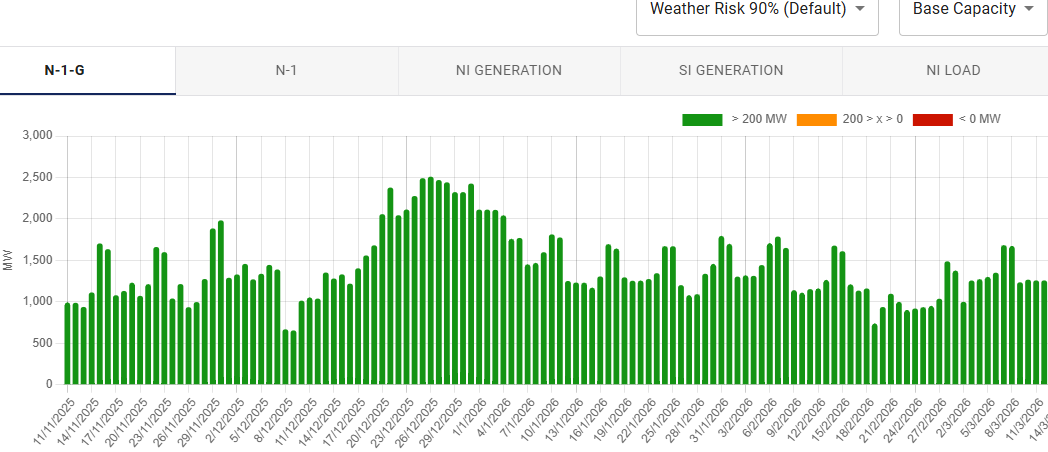 Weather Risk 90% (Default) Base Capacity
N-1-G N-1 NI GENERATION SI GENERATION NI LOAD
> 200 MW 200 > x > 0 < 0 MW
3,000
2,500
2,000
1,500
1,000
500
0
MW
11/11/2025 14/11/2025 17/11/2025 20/11/2025 23/11/2025 26/11/2025 29/11/2025 2/12/2025 5/12/2025 8/12/2025 11/12/2025 14/12/2025 17/12/2025 20/12/2025 23/12/2025 26/12/2025 29/12/2025 1/1/2026 4/1/2026 7/1/2026 10/1/2026 13/1/2026 16/1/2026 19/1/2026 22/1/2026 25/1/2026 28/1/2026 31/1/2026 3/2/2026 6/2/2026 9/2/2026 12/2/2026 15/2/2026 18/2/2026 21/2/2026 24/2/2026 27/2/2026 2/3/2026 5/3/2026 8/3/2026 11/3/2026 14/3